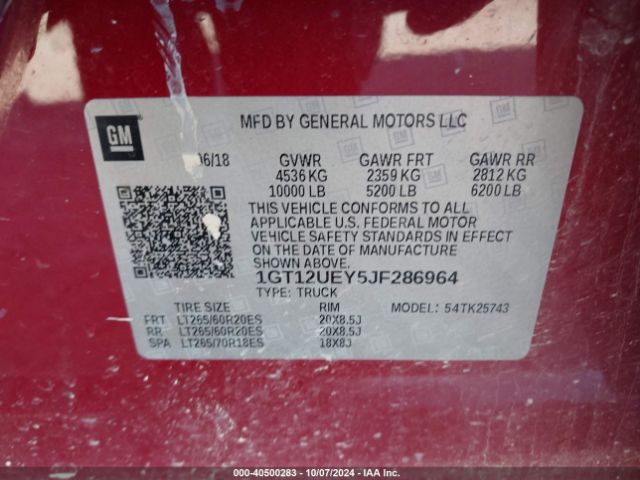 GM
MFD BY GENERAL MOTORS LLC
06/18 GVWR GAWR FRT GAWR RR
4536 KG 2359 KG 2812 KG
10000 LB 5200 LB 6200 LB
THIS VEHICLE CONFORMS TO ALL
APPLICABLE U.S. FEDERAL MOTOR
VEHICLE SAFETY STANDARDS IN EFFECT
ON THE DATE OF MANUFACTURE
SHOWN ABOVE.
1GT12UEY5JF286964
TYPE: TRUCK
TIRE SIZE RIM MODEL: 54TK25743
FRT LT265/60R20ES 20X8.5J
RR LT265/60R20ES 20X8.5J
SPA LT265/70R18ES 18X8J
000-40500283 - 10/07/2024 - IAA Inc.